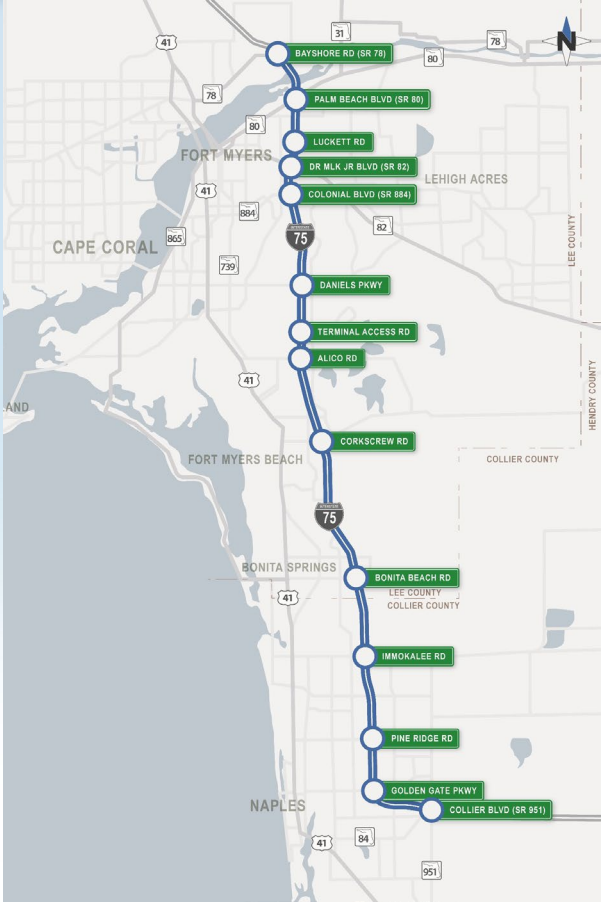 31
41
78
N
BAYSHORE RD (SR 78)
80
78
PALM BEACH BLVD (SR 80)
80
LUCKETT RD
FORT MYERS
DR MLK JR BLVD (SR 82)
LEHIGH ACRES
41
COLONIAL BLVD (SR 884)
884
82
865
INTERSTATE
75
LEE COUNTY
CAPE CORAL
739
DANIELS PKWY
TERMINAL ACCESS RD
ALICO RD
41
HENDRY COUNTY
AND
CORKSCREW RD
FORT MYERS BEACH
COLLIER COUNTY
INTERSTATE
75
BONITA SPRINGS
BONITA BEACH RD
LEE COUNTY
41
COLLIER COUNTY
IMMOKALEE RD
PINE RIDGE RD
GOLDEN GATE PKWY
NAPLES
COLLIER BLVD (SR 951)
84
41
951